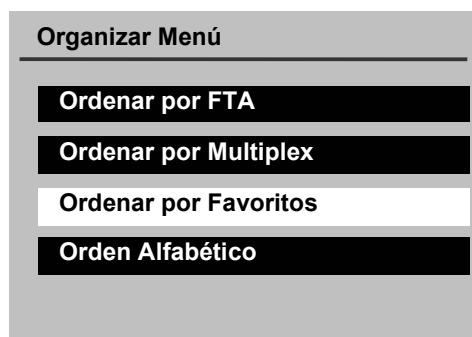 Organizar Menú
Ordenar por FTA
Ordenar por Multiplex
Ordenar por Favoritos
Orden Alfabético